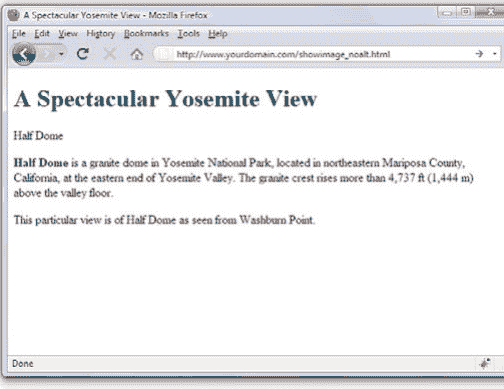 A Spectacular Yosemite View - Mozilla Firefox
File Edit View History Bookmarks Tools Help
http://www.yourdomain.com/showimage_noalt.html
A Spectacular Yosemite View
Half Dome
Half Dome is a granite dome in Yosemite National Park, located in northeastern Mariposa County,
California, at the eastern end of Yosemite Valley. The granite crest rises more than 4,737 ft (1,444 m)
above the valley floor.
This particular view is of Half Dome as seen from Washburn Point.
Done